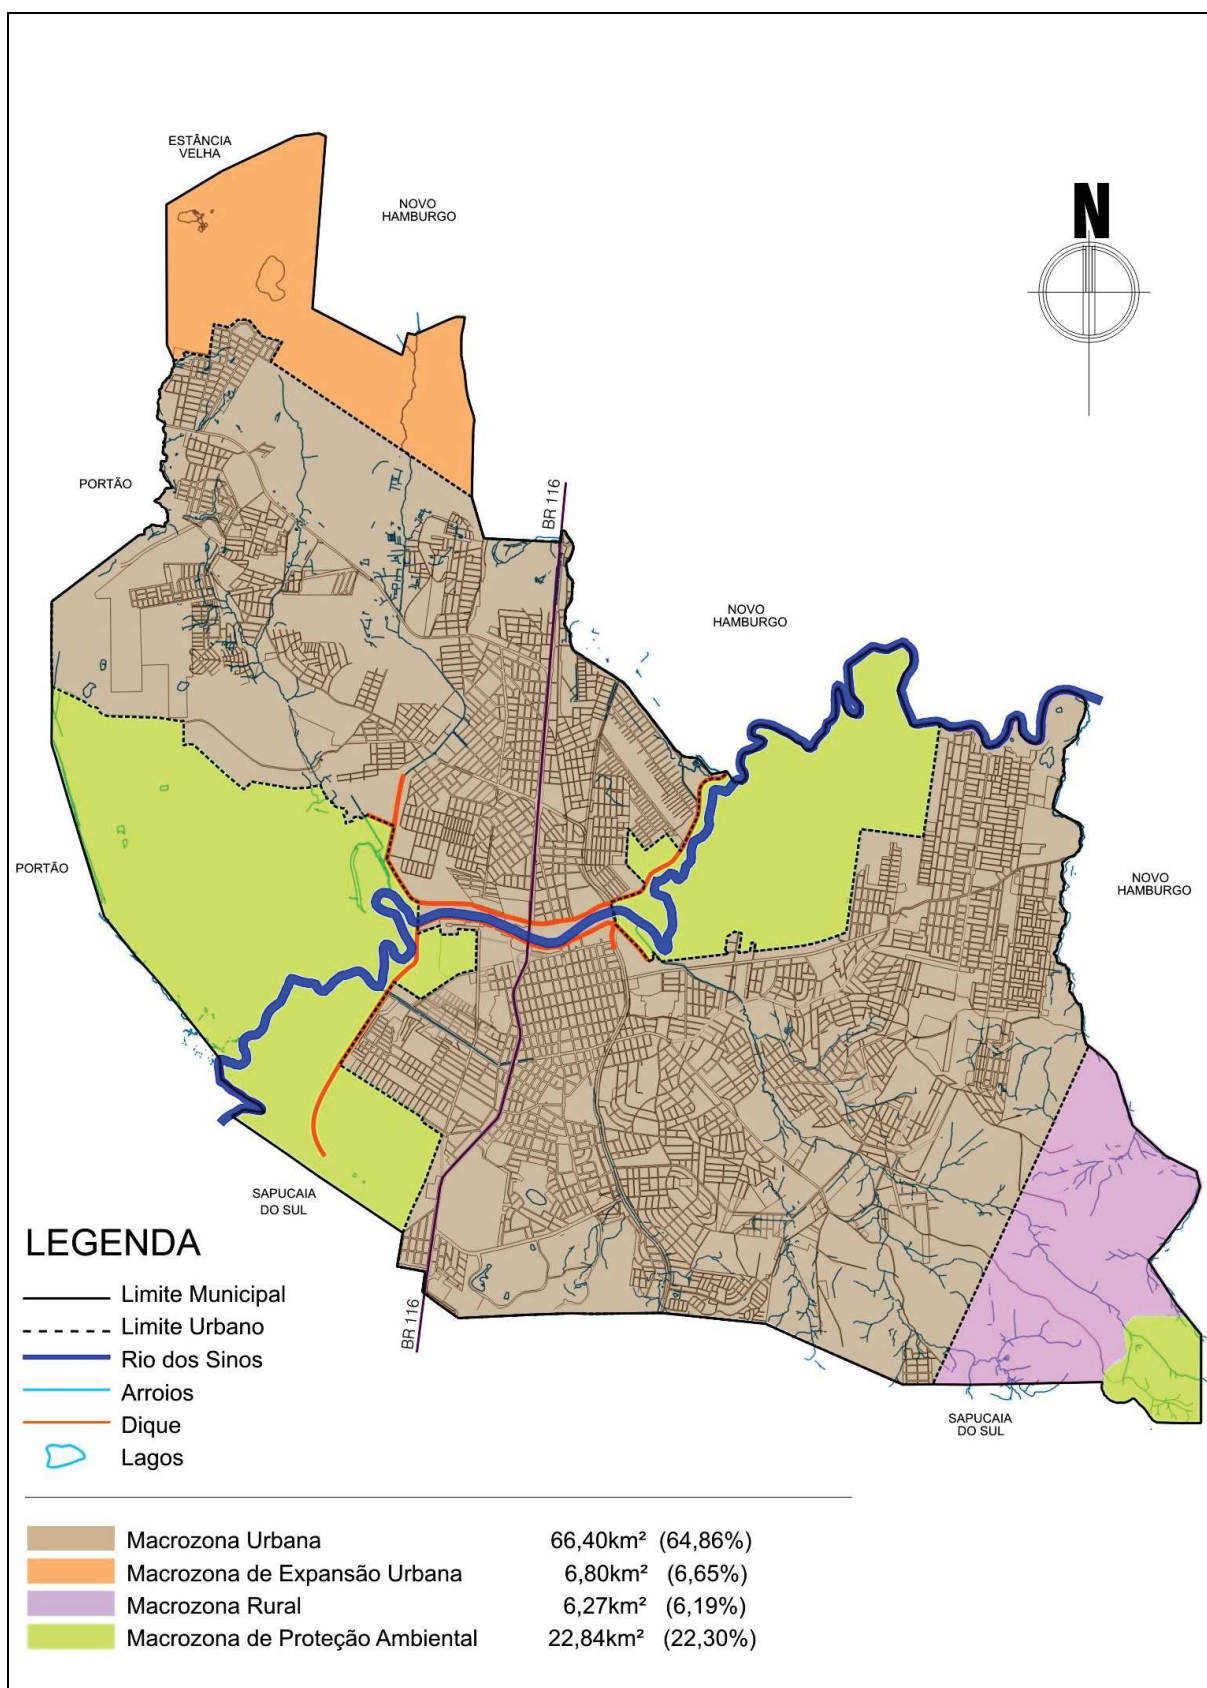 ESTÂNCIA
VELHA
NOVO
HAMBURGO
N
PORTÃO
BR 116
NOVO
HAMBURGO
PORTÃO
NOVO
HAMBURGO
SAPUCAIA
DO SUL
BR 116
SAPUCAIA
DO SUL
LEGENDA
Limite Municipal
Limite Urbano
Rio dos Sinos
Arroios
Dique
Lagos
Macrozona Urbana 66,40km² (64,86%)
Macrozona de Expansão Urbana 6,80km² (6,65%)
Macrozona Rural 6,27km² (6,19%)
Macrozona de Proteção Ambiental 22,84km² (22,30%)